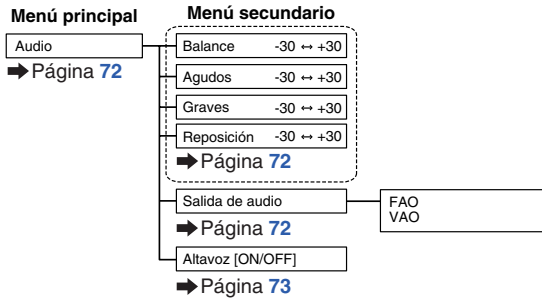 Menú principal
Menú secundario
Audio
➡ Página 72
Balance -30 ↔ +30
Agudos -30 ↔ +30
Graves -30 ↔ +30
Reposición -30 ↔ +30
➡ Página 72
Salida de audio
➡ Página 72
FAO
VAO
Altavoz [ON/OFF]
➡ Página 73